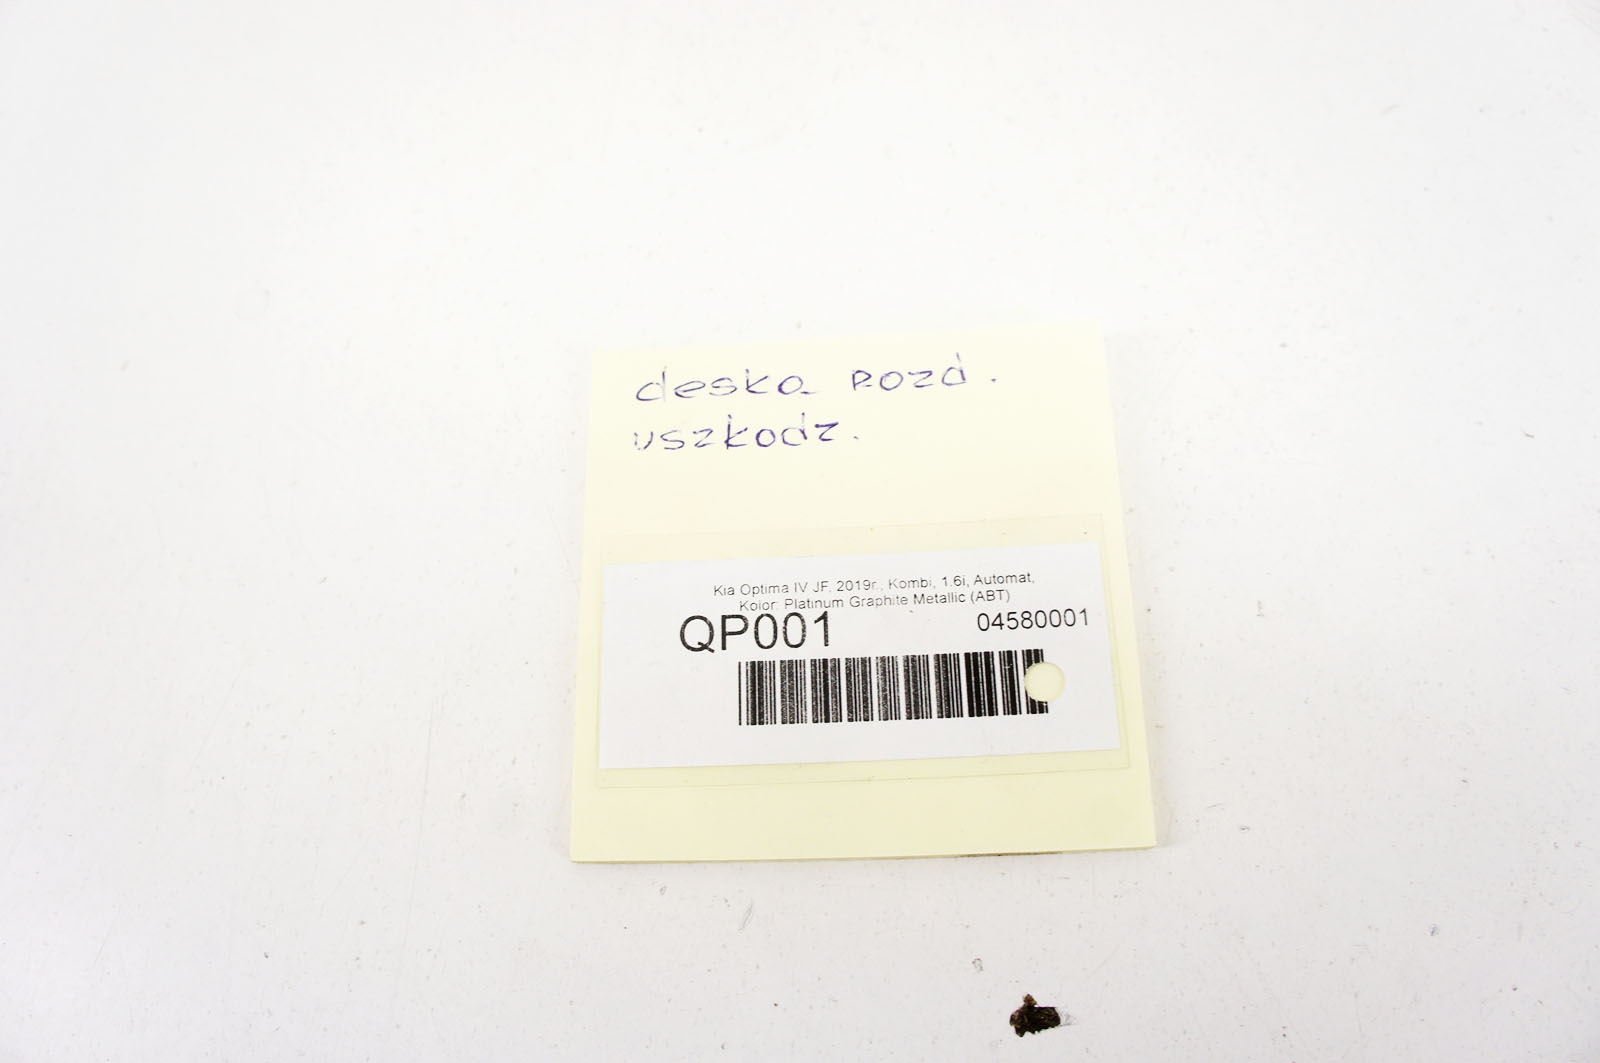 deska rozd.
uszkodz.
Kia Optima IV JF, 2019r., Kombi, 1.6i, Automat,
Kolor: Platinum Graphite Metallic (ABT)
QP001 04580001